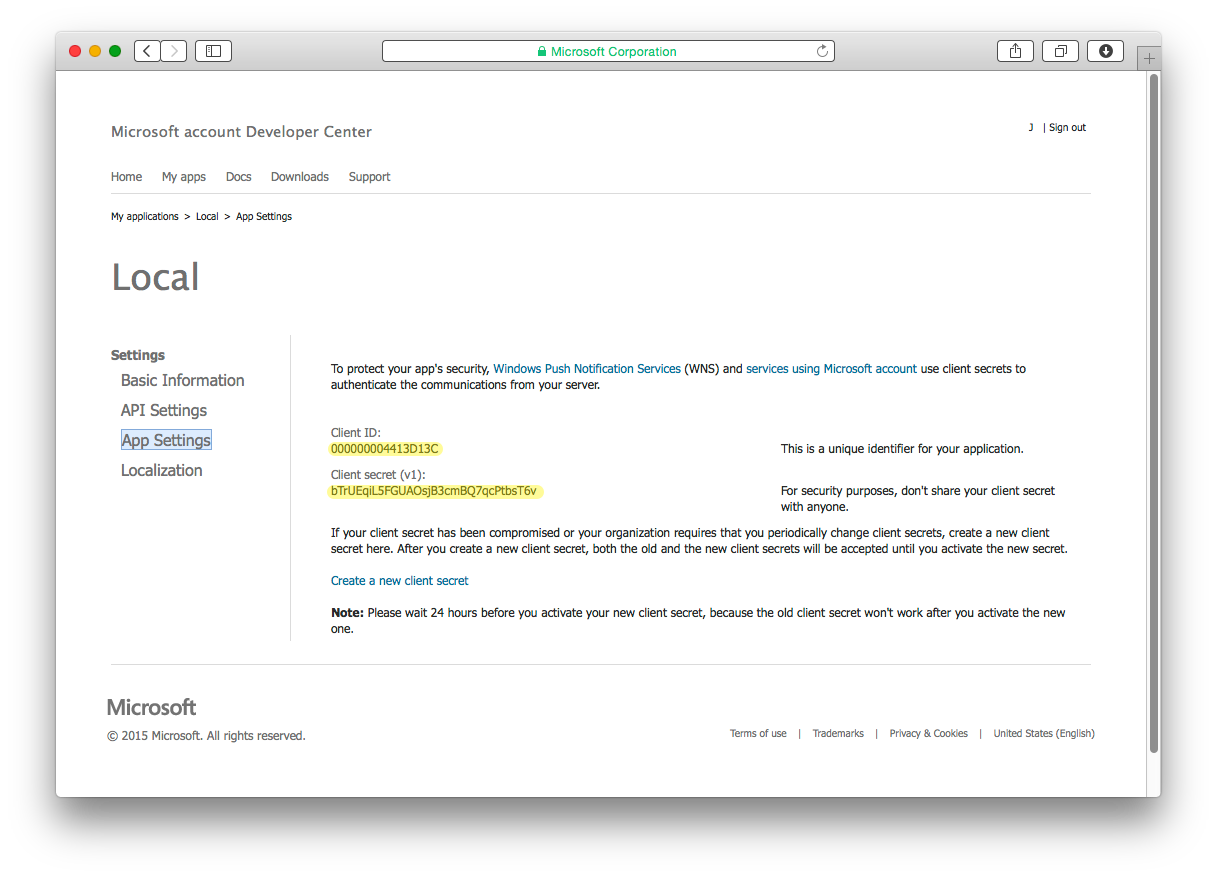 Microsoft Corporation
Microsoft account Developer Center
J | Sign out
Home My apps Docs Downloads Support
My applications > Local > App Settings
Local
Settings
Basic Information
API Settings
App Settings
Localization
To protect your app's security, Windows Push Notification Services (WNS) and services using Microsoft account use client secrets to
authenticate the communications from your server.
Client ID:
000000004413D13C
This is a unique identifier for your application.
Client secret (v1):
bTrUEqiL5FGUAOsjB3cmBQ7qcPtbsT6v
For security purposes, don't share your client secret
with anyone.
If your client secret has been compromised or your organization requires that you periodically change client secrets, create a new client
secret here. After you create a new client secret, both the old and the new client secrets will be accepted until you activate the new secret.
Create a new client secret
Note: Please wait 24 hours before you activate your new client secret, because the old client secret won't work after you activate the new
one.
Microsoft
© 2015 Microsoft. All rights reserved.
Terms of use | Trademarks | Privacy & Cookies | United States (English)